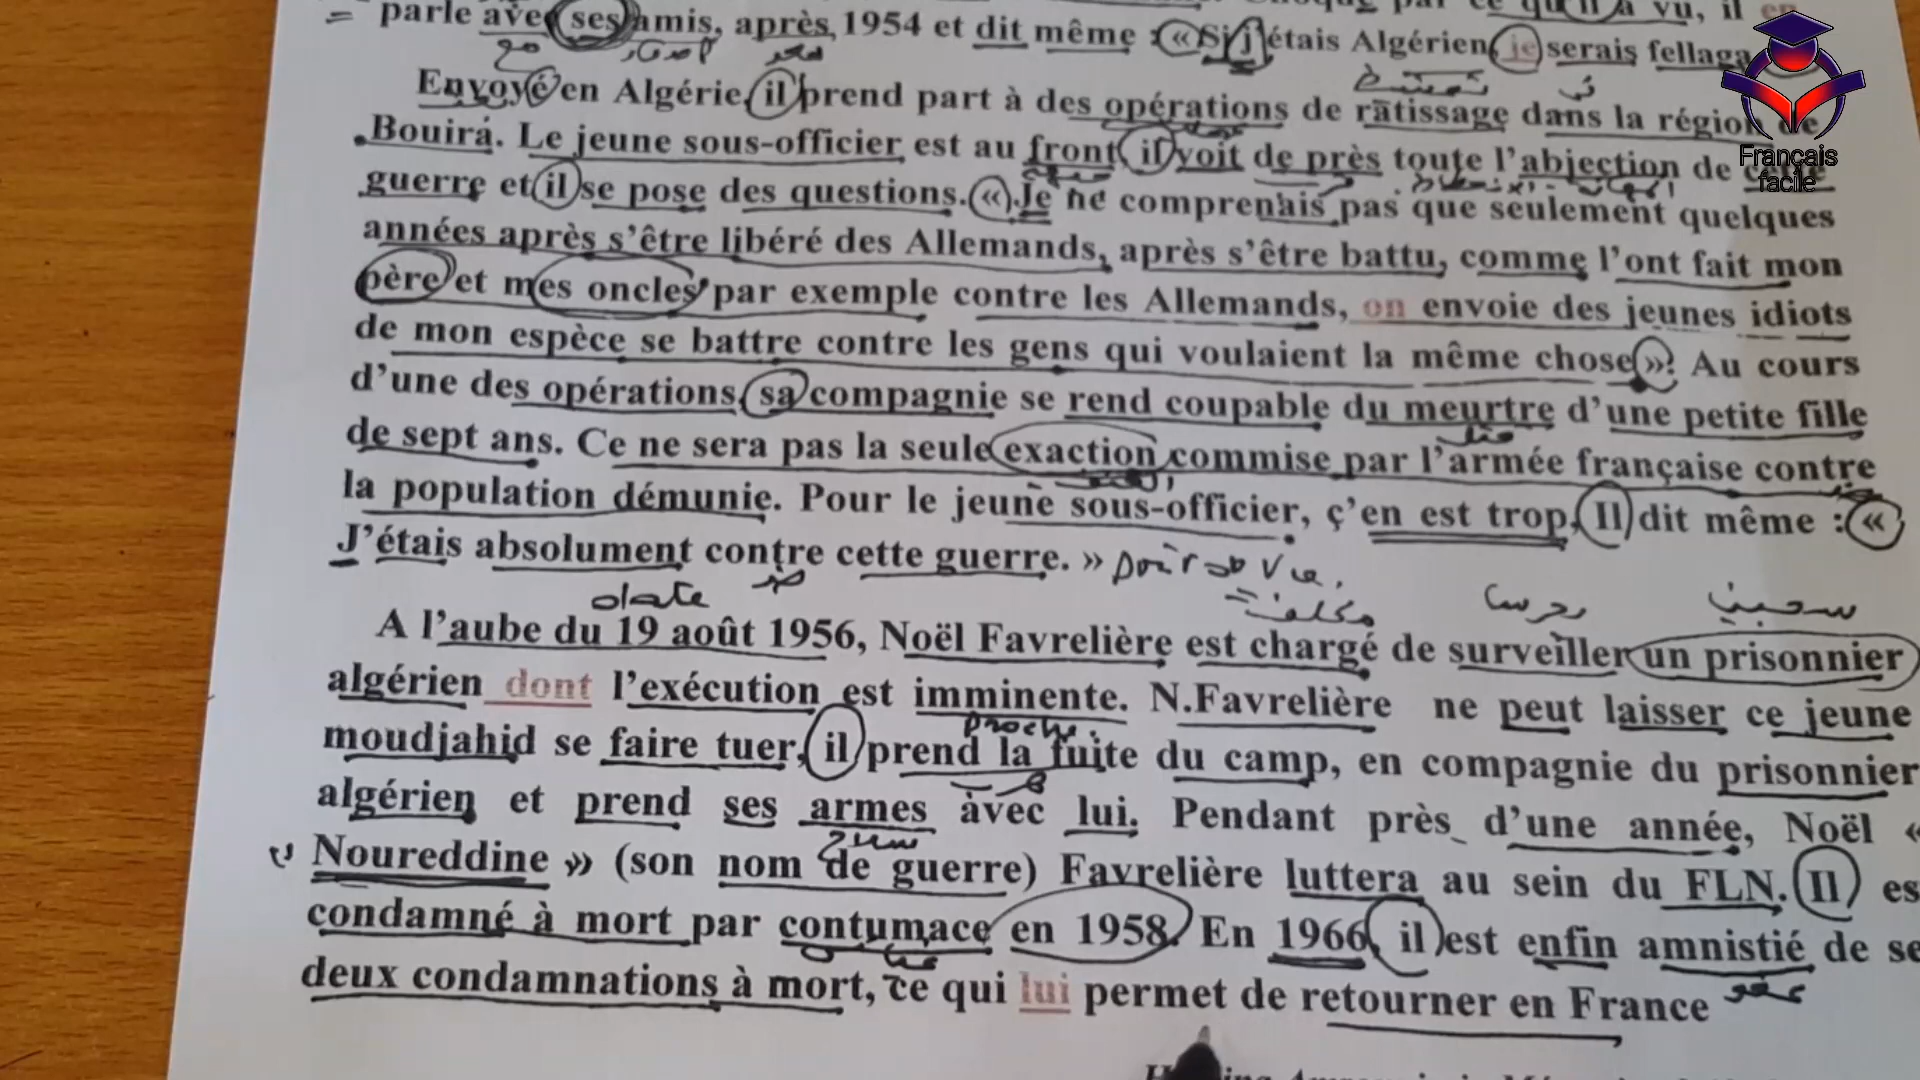 parle avec ses amis, après 1954 et dit même : « Si j'étais Algérien, je serais fellaga
Envoyé en Algérie, il prend part à des opérations de ratissage dans la région de
Bouira. Le jeune sous-officier est au front, il voit de près toute l'abjection de cette
guerre et il se pose des questions. « Je ne comprenais pas que seulement quelques
années après s'être libéré des Allemands, après s'être battu, comme l'ont fait mon
père et mes oncles par exemple contre les Allemands, on envoie des jeunes idiots
de mon espèce se battre contre les gens qui voulaient la même chose ». Au cours
d'une des opérations, sa compagnie se rend coupable du meurtre d'une petite fille
de sept ans. Ce ne sera pas la seule exaction commise par l'armée française contre
la population démunie. Pour le jeune sous-officier, ç'en est trop, Il dit même : «
J'étais absolument contre cette guerre. »
date
A l'aube du 19 août 1956, Noël Favrelière est chargé de surveiller un prisonnier
algérien dont l'exécution est imminente. N.Favrelière ne peut laisser ce jeune
proche
moudjahid se faire tuer, il prend la fuite du camp, en compagnie du prisonnier
algérien et prend ses armes avec lui. Pendant près d'une année, Noël «
Noureddine » (son nom de guerre) Favrelière luttera au sein du FLN. Il es
condamné à mort par contumace en 1958. En 1966, il est enfin amnistié de se
deux condamnations à mort, ce qui lui permet de retourner en France
Français
facile